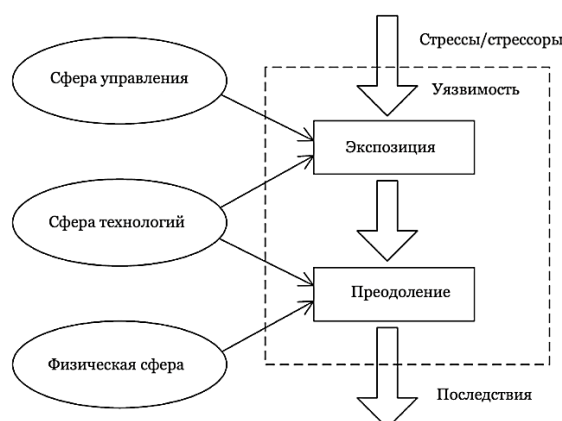 Стрессы/стрессоры
Сфера управления
Уязвимость
Экспозиция
Сфера технологий
Преодоление
Физическая сфера
Последствия